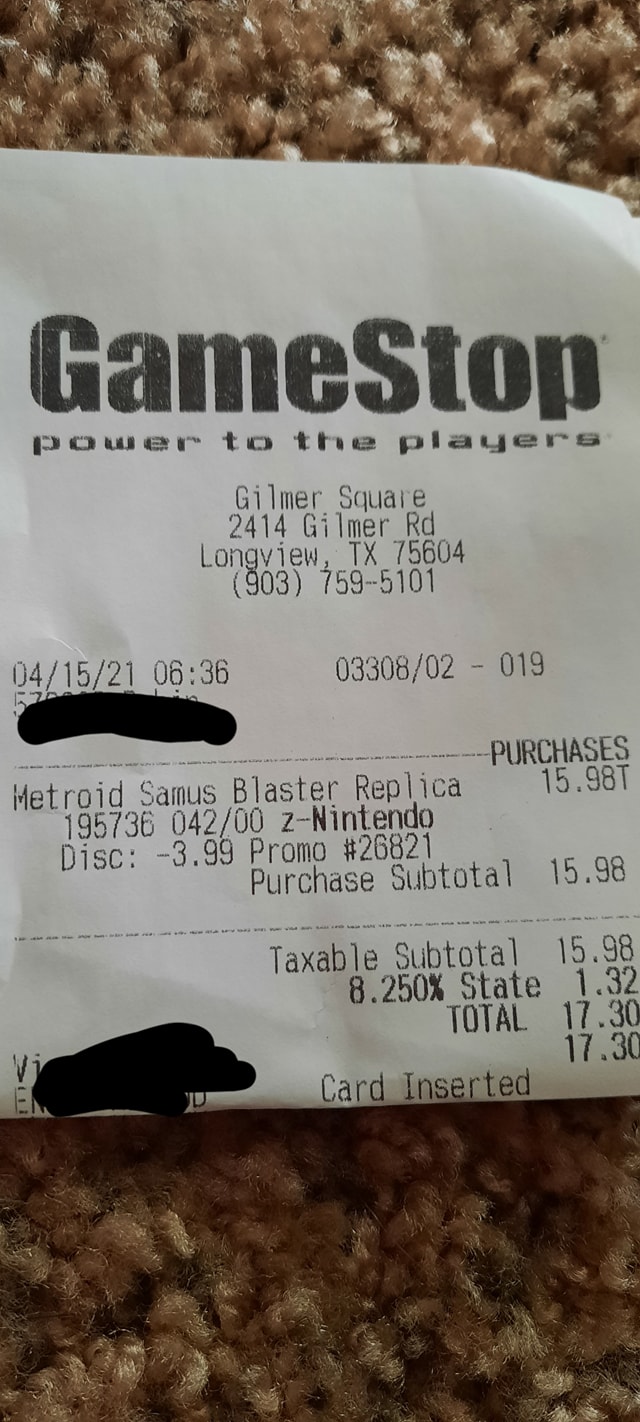 GameStop
power to the players
Gilmer Square
2414 Gilmer Rd
Longview, TX 75604
(903) 759-5101
04/15/21 06:36 03308/02 - 019
PURCHASES
Metroid Samus Blaster Replica 15.98T
195736 042/00 z-Nintendo
Disc: -3.99 Promo #26821
Purchase Subtotal 15.98
Taxable Subtotal 15.98
8.250% State 1.32
TOTAL 17.30
17.30
Card Inserted